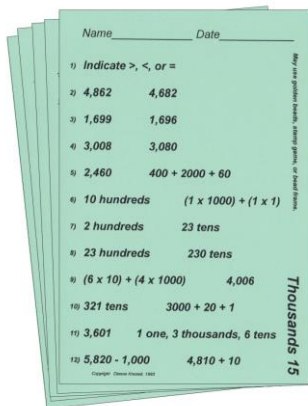 Name__________ Date__________
1) Indicate >, <, or =
2) 4,862 4,682
3) 1,699 1,696
4) 3,008 3,080
5) 2,460 400 + 2000 + 60
6) 10 hundreds (1 x 1000) + (1 x 1)
7) 2 hundreds 23 tens
8) 23 hundreds 230 tens
9) (6 x 10) + (4 x 1000) 4,006
10) 321 tens 3000 + 20 + 1
11) 3,601 1 one, 3 thousands, 6 tens
12) 5,820 - 1,000 4,810 + 10
May use golden beads, stamp game, or bead frame.
Thousands 15